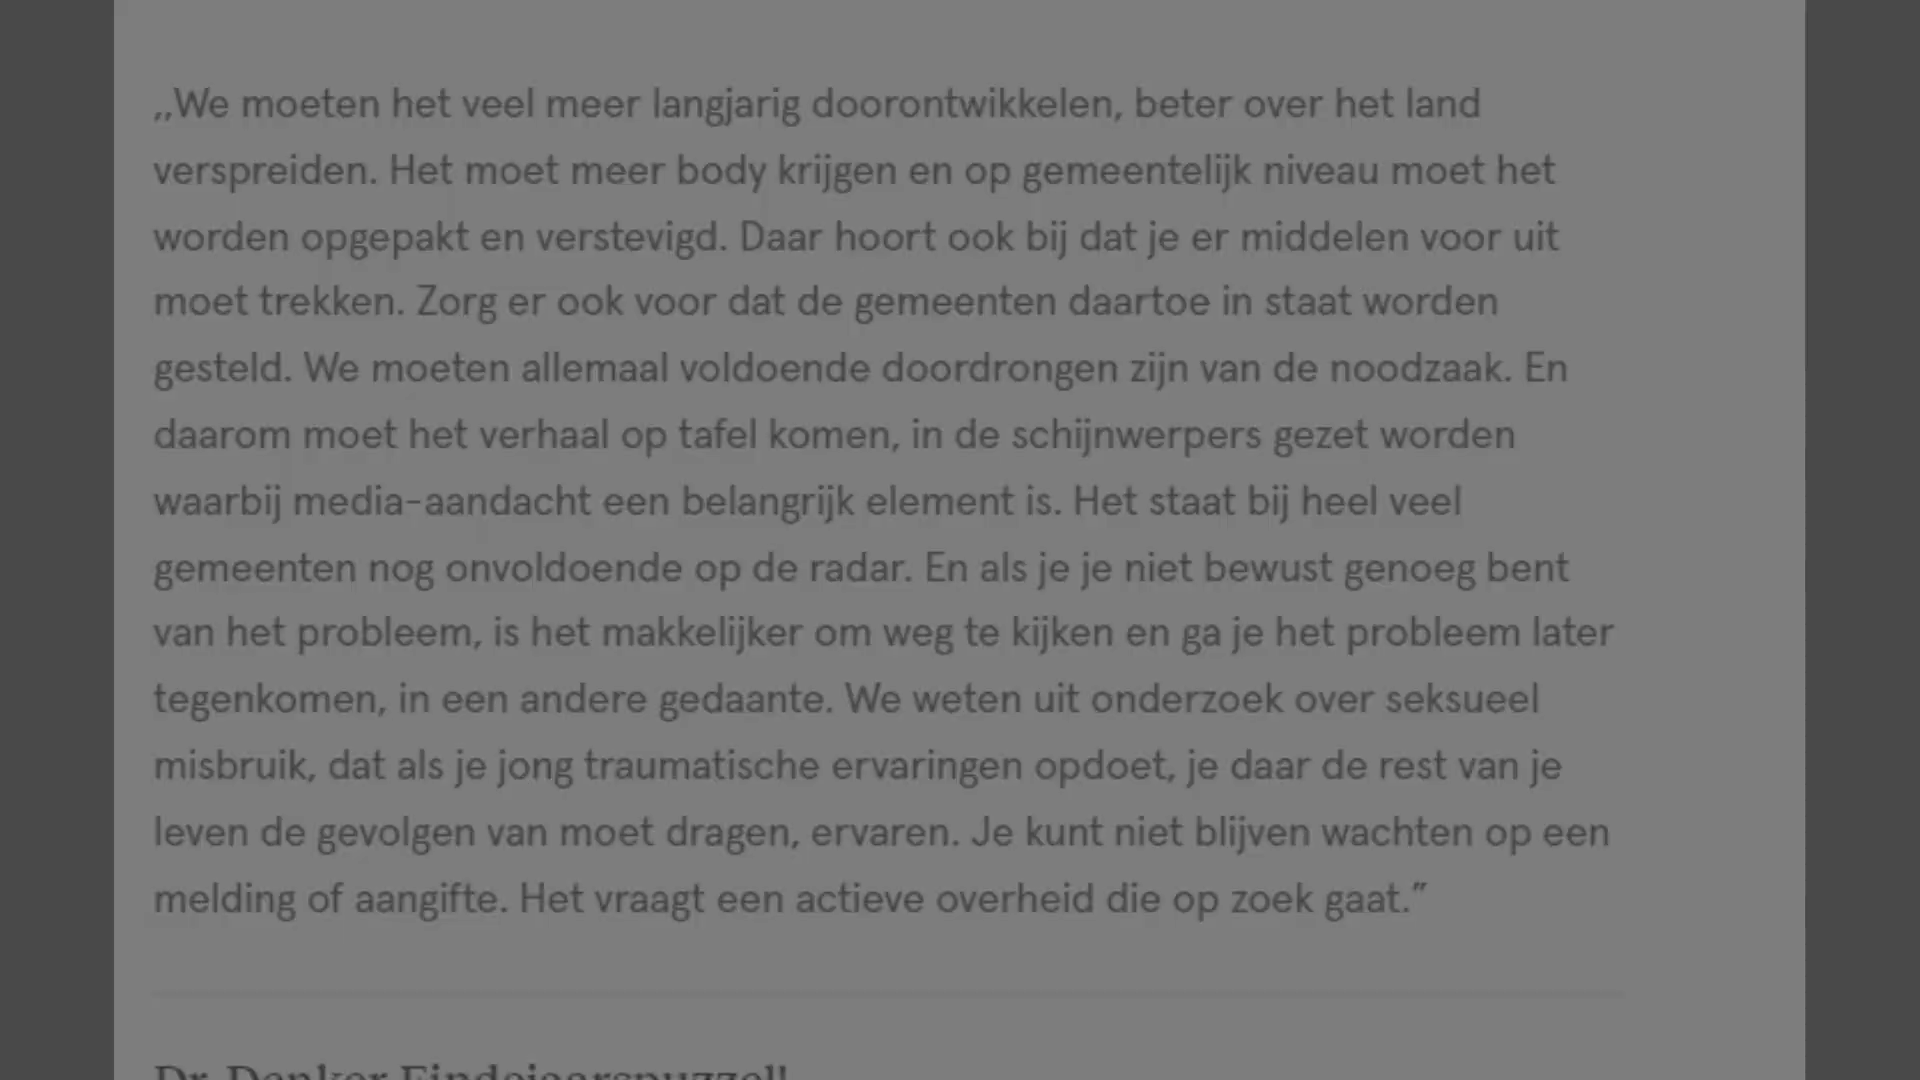 ,,We moeten het veel meer langjarig doorontwikkelen, beter over het land
verspreiden. Het moet meer body krijgen en op gemeentelijk niveau moet het
worden opgepakt en verstevigd. Daar hoort ook bij dat je er middelen voor uit
moet trekken. Zorg er ook voor dat de gemeenten daartoe in staat worden
gesteld. We moeten allemaal voldoende doordrongen zijn van de noodzaak. En
daarom moet het verhaal op tafel komen, in de schijnwerpers gezet worden
waarbij media-aandacht een belangrijk element is. Het staat bij heel veel
gemeenten nog onvoldoende op de radar. En als je je niet bewust genoeg bent
van het probleem, is het makkelijker om weg te kijken en ga je het probleem later
tegenkomen, in een andere gedaante. We weten uit onderzoek over seksueel
misbruik, dat als je jong traumatische ervaringen opdoet, je daar de rest van je
leven de gevolgen van moet dragen, ervaren. Je kunt niet blijven wachten op een
melding of aangifte. Het vraagt een actieve overheid die op zoek gaat.”
Dr. Denker Eindejaarspuzzel!